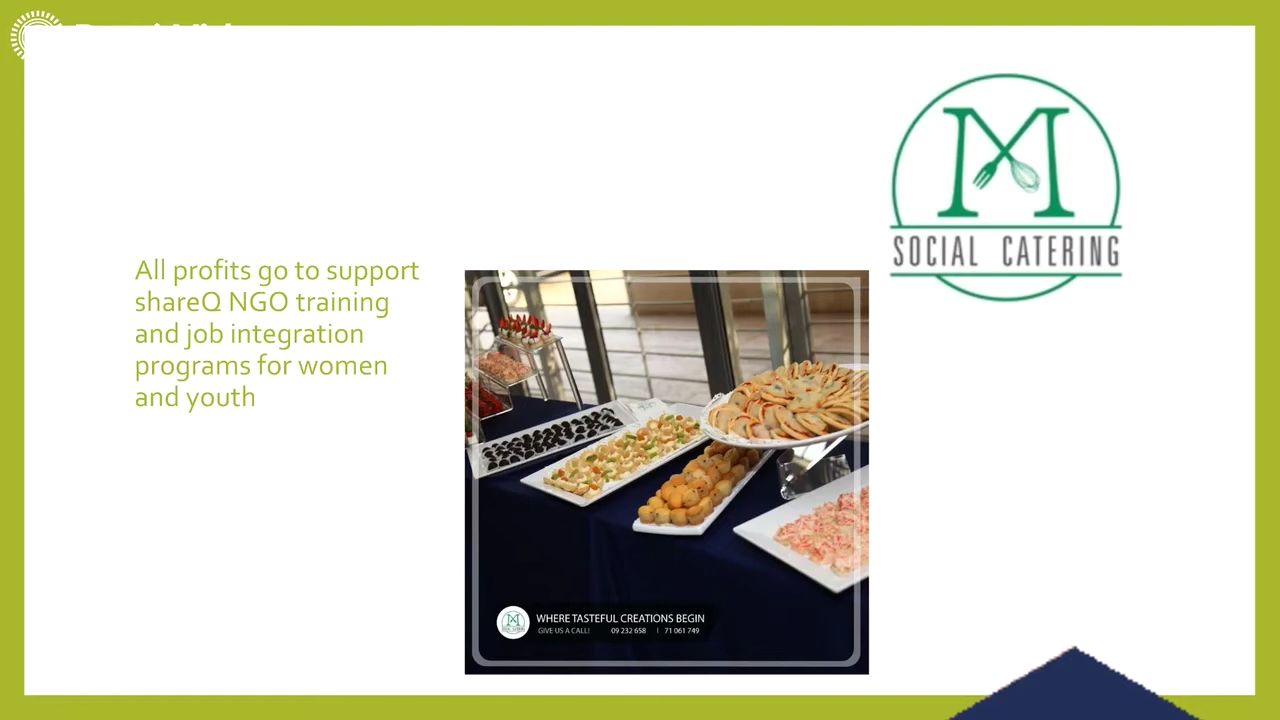 M
SOCIAL CATERING
All profits go to support
shareQ NGO training
and job integration
programs for women
and youth
WHERE TASTEFUL CREATIONS BEGIN
GIVE US A CALL! 09 232 658 | 71 061 749